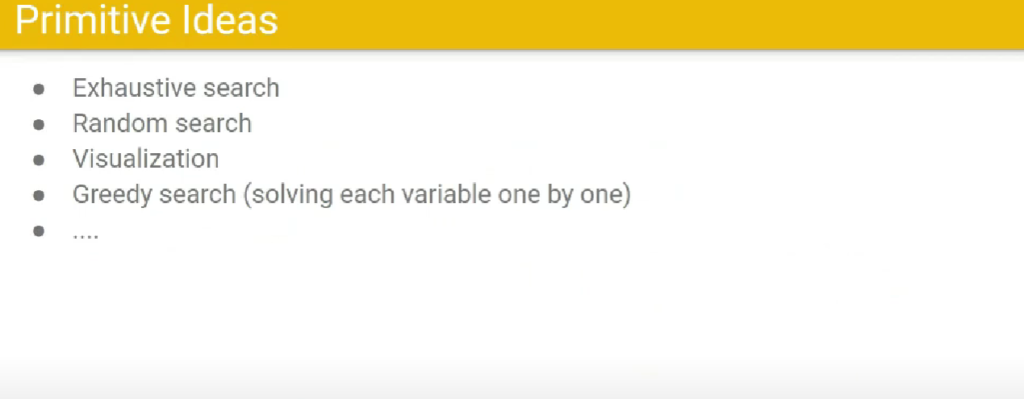 Primitive Ideas
● Exhaustive search
● Random search
● Visualization
● Greedy search (solving each variable one by one)
● ....